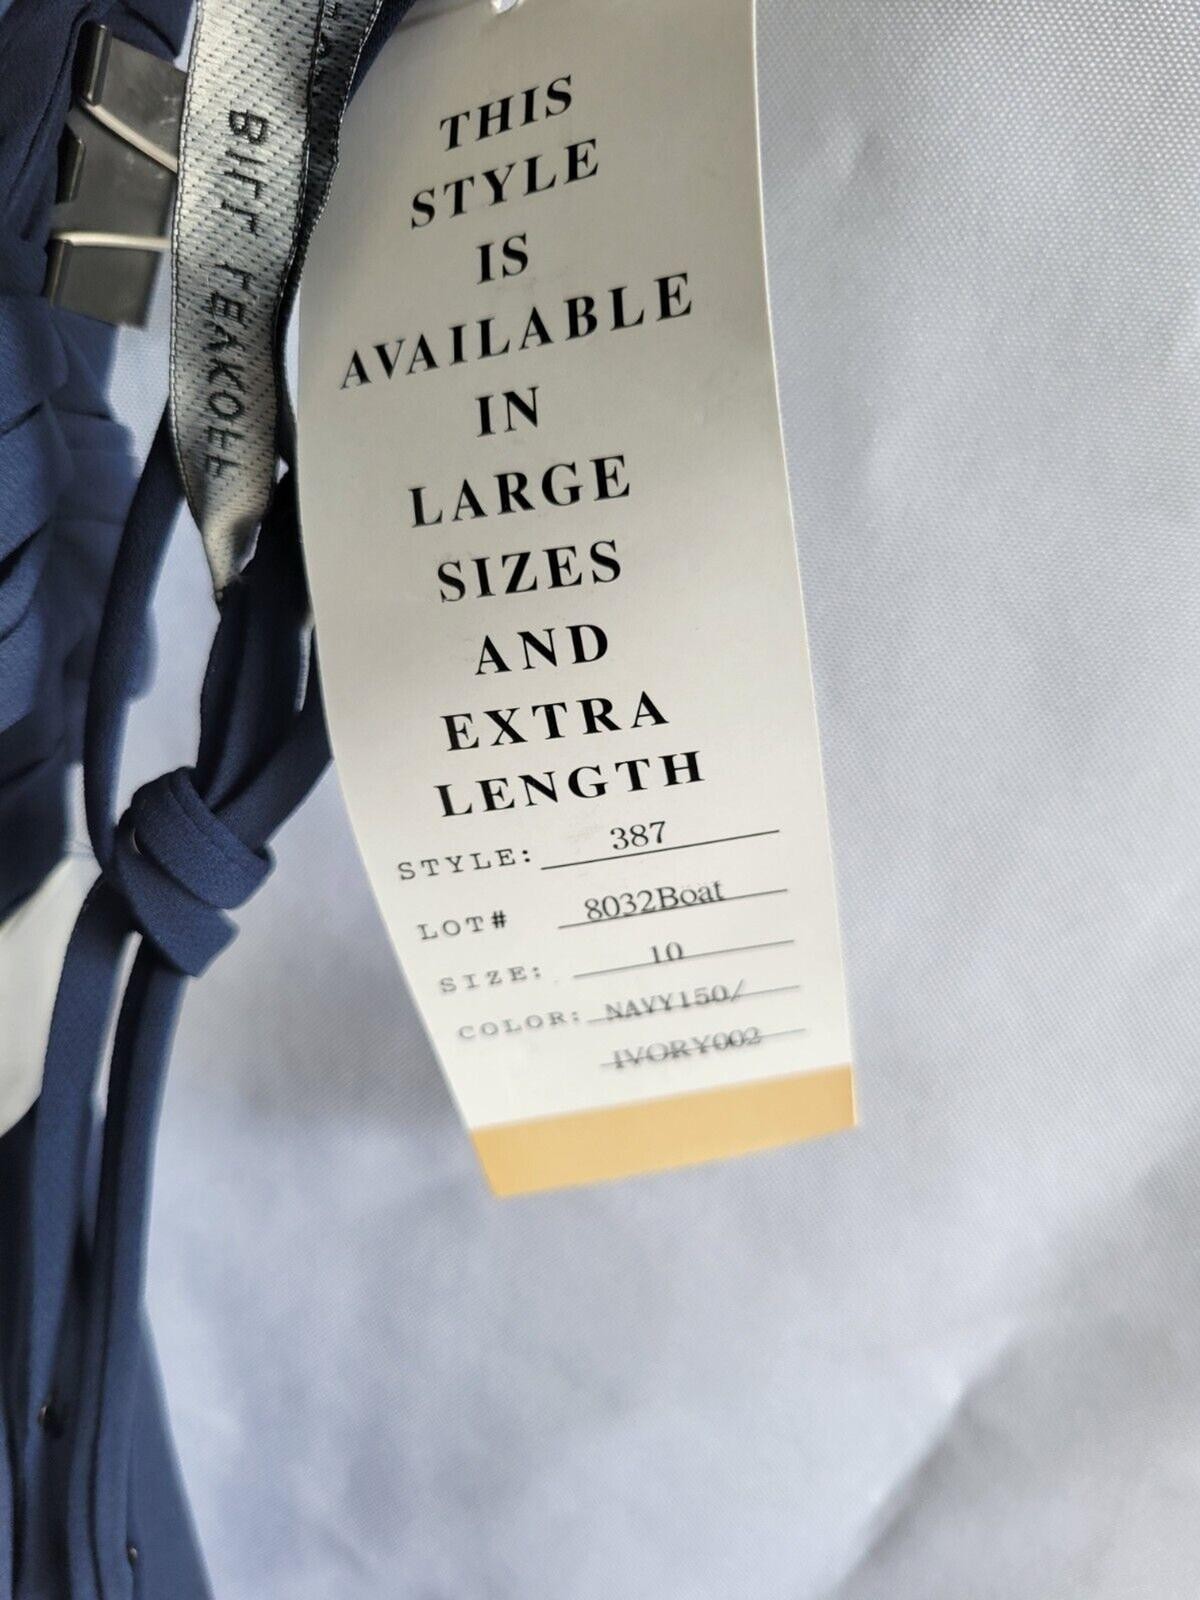 THIS
STYLE
IS
AVAILABLE
IN
LARGE
SIZES
AND
EXTRA
LENGTH
STYLE: 387
LOT# 8032Boat
SIZE: 10
COLOR: NAVY150/
IVORY002